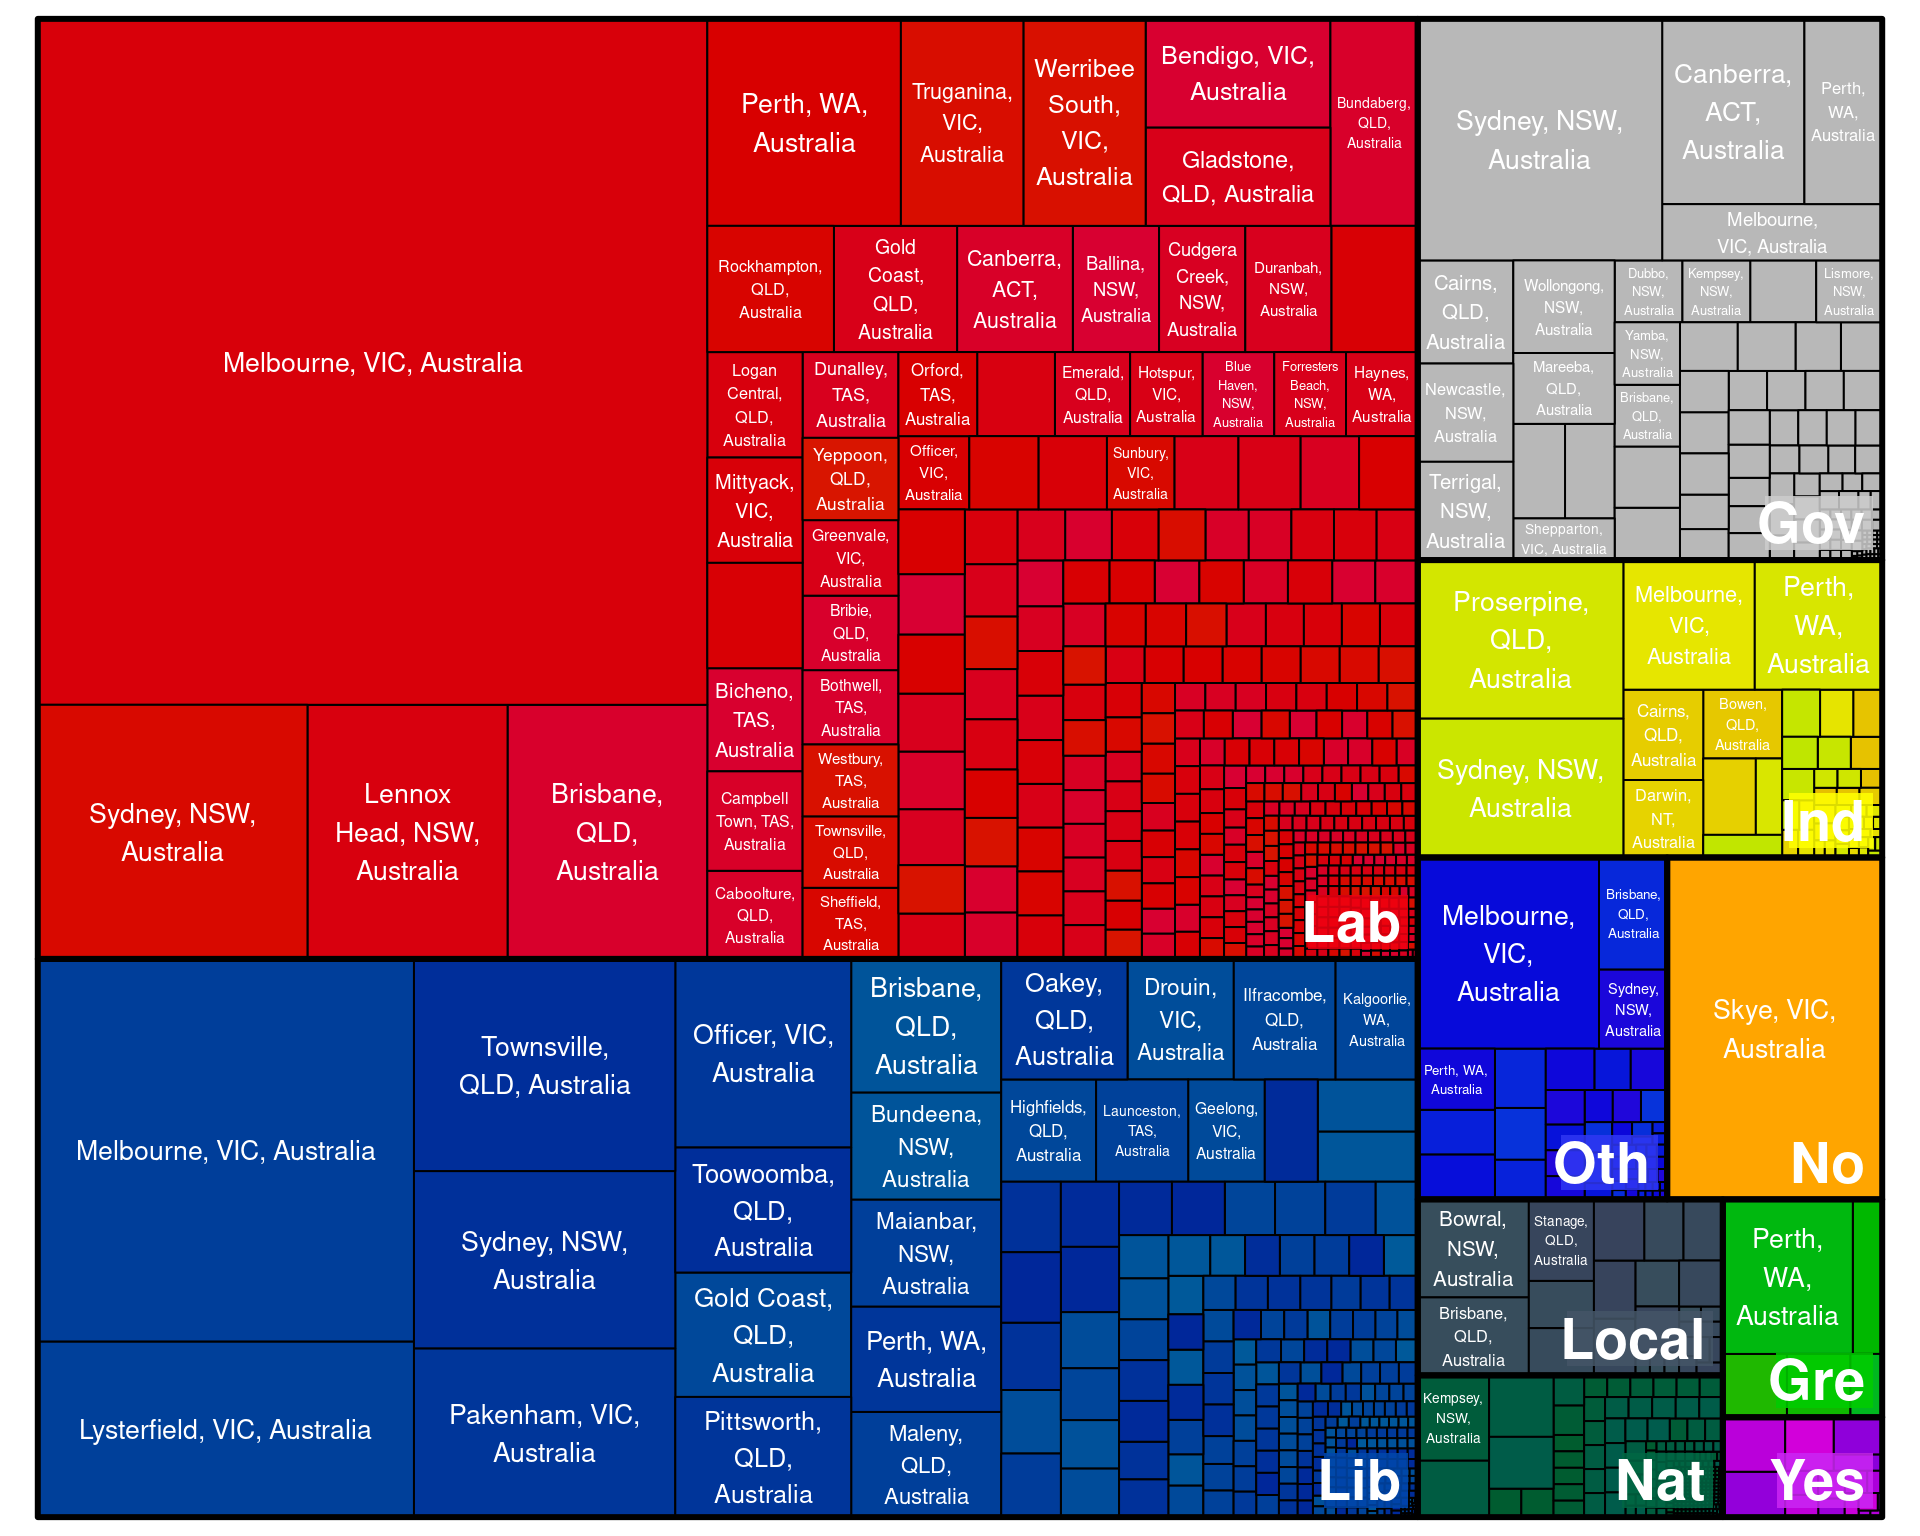 Melbourne, VIC, Australia
Sydney, NSW,
Australia
Lennox
Head, NSW,
Australia
Brisbane,
QLD,
Australia
Perth, WA,
Australia
Truganina,
VIC,
Australia
Werribee
South,
VIC,
Australia
Bendigo, VIC,
Australia
Gladstone,
QLD, Australia
Bundaberg,
QLD,
Australia
Rockhampton,
QLD,
Australia
Gold
Coast,
QLD,
Australia
Canberra,
ACT,
Australia
Ballina,
NSW,
Australia
Cudgera
Creek,
NSW,
Australia
Duranbah,
NSW,
Australia
Logan
Central,
QLD,
Australia
Mittyack,
VIC,
Australia
Bicheno,
TAS,
Australia
Campbell
Town, TAS,
Australia
Caboolture,
QLD,
Australia
Dunalley,
TAS,
Australia
Yeppoon,
QLD,
Australia
Greenvale,
VIC,
Australia
Bribie,
QLD,
Australia
Bothwell,
TAS,
Australia
Westbury,
TAS,
Australia
Townsville,
QLD,
Australia
Sheffield,
TAS,
Australia
Orford,
TAS,
Australia
Emerald,
QLD,
Australia
Hotspur,
VIC,
Australia
Blue
Haven,
NSW,
Australia
Forresters
Beach,
NSW,
Australia
Haynes,
WA,
Australia
Officer,
VIC,
Australia
Sunbury,
VIC,
Australia
Lab
Melbourne, VIC, Australia
Lysterfield, VIC, Australia
Townsville,
QLD, Australia
Sydney, NSW,
Australia
Pakenham, VIC,
Australia
Officer, VIC,
Australia
Toowoomba,
QLD,
Australia
Gold Coast,
QLD,
Australia
Pittsworth,
QLD,
Australia
Brisbane,
QLD,
Australia
Bundeena,
NSW,
Australia
Maianbar,
NSW,
Australia
Perth, WA,
Australia
Maleny,
QLD,
Australia
Oakey,
QLD,
Australia
Drouin,
VIC,
Australia
Ilfracombe,
QLD,
Australia
Kalgoorlie,
WA,
Australia
Highfields,
QLD,
Australia
Launceston,
TAS,
Australia
Geelong,
VIC,
Australia
Lib
Sydney, NSW,
Australia
Canberra,
ACT,
Australia
Perth,
WA,
Australia
Melbourne,
VIC, Australia
Cairns,
QLD,
Australia
Newcastle,
NSW,
Australia
Terrigal,
NSW,
Australia
Wollongong,
NSW,
Australia
Mareeba,
QLD,
Australia
Shepparton,
VIC, Australia
Dubbo,
NSW,
Australia
Kempsey,
NSW,
Australia
Lismore,
NSW,
Australia
Yamba,
NSW,
Australia
Brisbane,
QLD,
Australia
Gov
Proserpine,
QLD,
Australia
Sydney, NSW,
Australia
Melbourne,
VIC,
Australia
Perth,
WA,
Australia
Cairns,
QLD,
Australia
Darwin,
NT,
Australia
Bowen,
QLD,
Australia
Ind
Melbourne,
VIC,
Australia
Brisbane,
QLD,
Australia
Sydney,
NSW,
Australia
Perth, WA,
Australia
Oth
Skye, VIC,
Australia
No
Bowral,
NSW,
Australia
Brisbane,
QLD,
Australia
Stanage,
QLD,
Australia
Local
Perth,
WA,
Australia
Gre
Kempsey,
NSW,
Australia
Nat
Yes